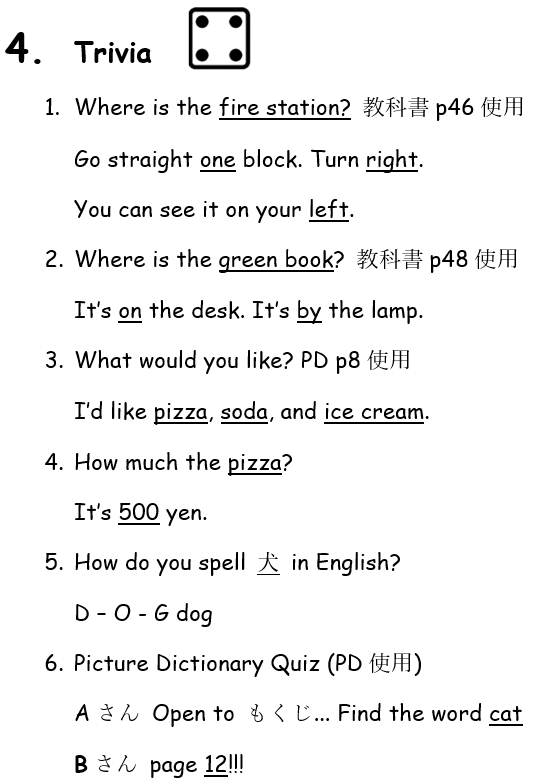 4. Trivia
1. Where is the fire station? 教科書 p46 使用
Go straight one block. Turn right.
You can see it on your left.
2. Where is the green book? 教科書 p48 使用
It's on the desk. It's by the lamp.
3. What would you like? PD p8 使用
I'd like pizza, soda, and ice cream.
4. How much the pizza?
It's 500 yen.
5. How do you spell 犬 in English?
D – O - G dog
6. Picture Dictionary Quiz (PD 使用)
A さん Open to もくじ... Find the word cat
B さん page 12!!!